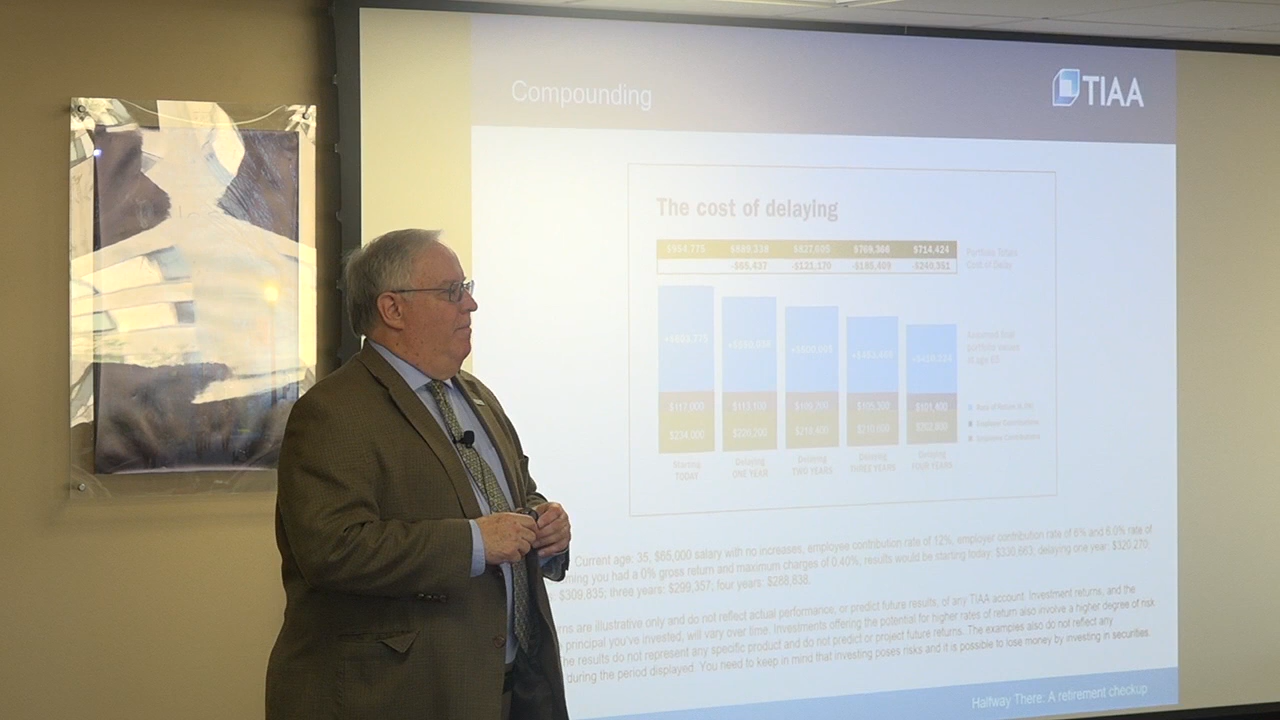 Compounding
TIAA
The cost of delaying
$954,775 $889,338 $827,605 $769,366 $714,424
Portfolio Totals
-$65,437 -$121,170 -$240,351
Cost of Delay
Assumed final
portfolio values
at age 65
$117,000 $113,100 $109,200 $105,300 $101,400
$234,000 $226,200 $218,400 $210,600 $202,800
Employer Contributions
Employee Contributions
Starting Delaying Delaying Delaying Delaying
TODAY ONE YEAR TWO YEARS THREE YEARS FOUR YEARS
Current age: 35, $65,000 salary with no increases, employee contribution rate of 12%, employer contribution rate of 6% and 6.0% rate of
you had a 0% gross return and maximum charges of 0.40%, results would be starting today: $336,663; delaying one year: $320,270;
$309,835; three years: $299,357; four years: $288,838.
are illustrative only and do not reflect actual performance, or predict future results, of any TIAA account. Investment returns, and the
principal you've invested, will vary over time. Investments offering the potential for higher rates of return also involve a higher degree of risk
results do not represent any specific product and do not predict or project future returns. The examples also do not reflect any
during the period displayed. You need to keep in mind that investing poses risks and it is possible to lose money by investing in securities.
Halfway There: A retirement checkup